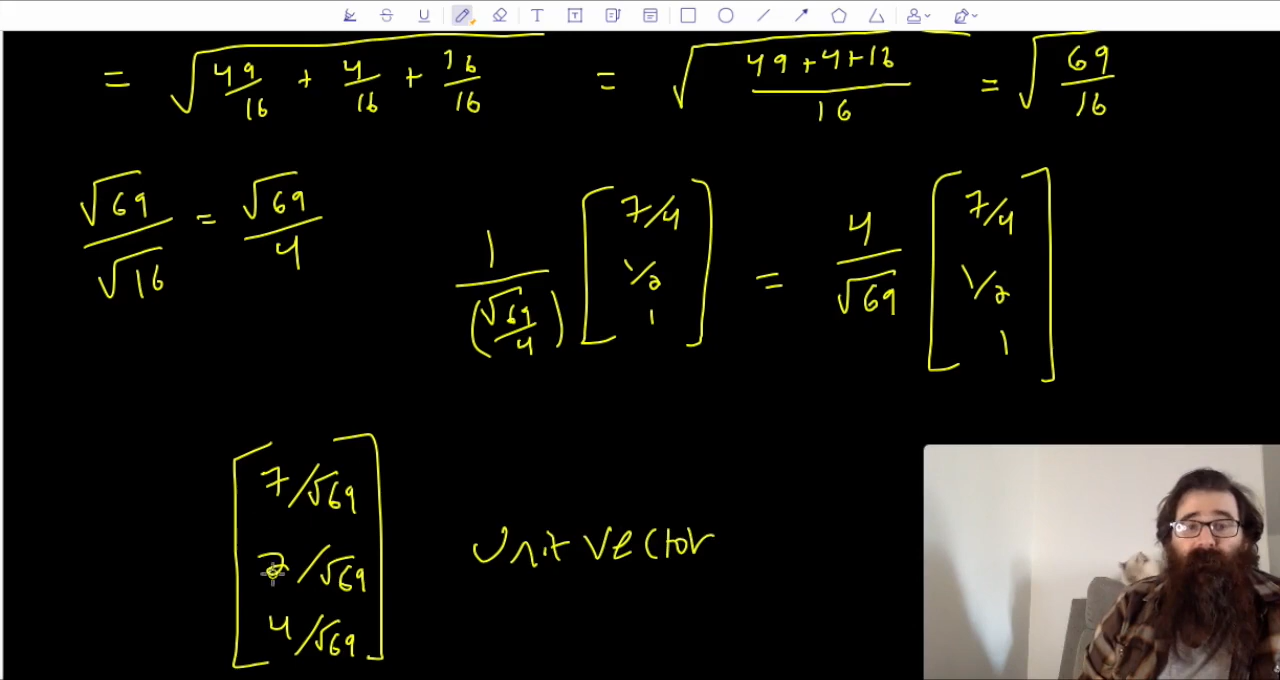 = √(49/16 + 4/16 + 16/16) = √((49+4+16)/16) = √(69/16)
√69/√16 = √69/4
1/(√69/4) [7/4 1/2 1] = 4/√69 [7/4 1/2 1]
[7/√69
2/√69
4/√69]
Unit Vector